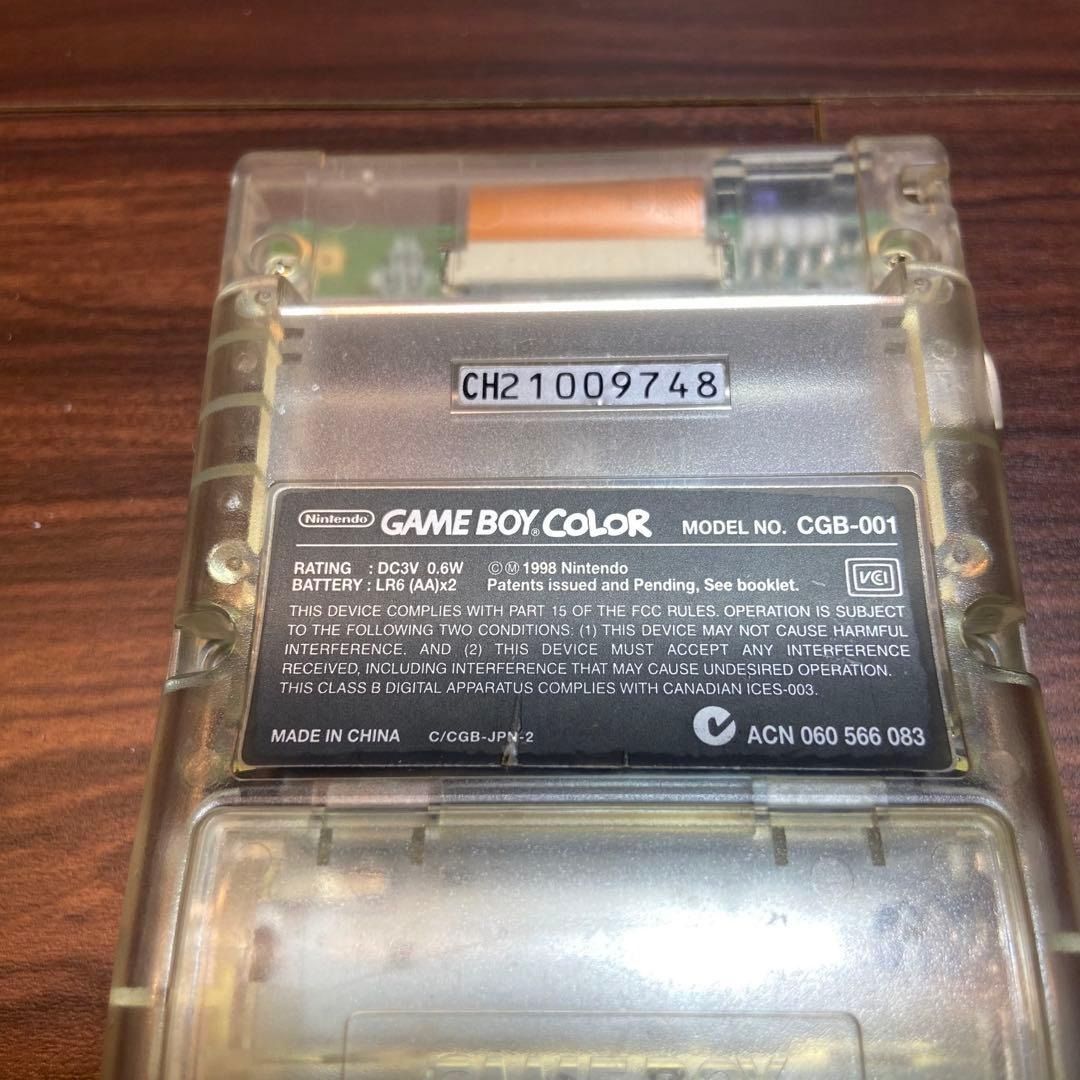 CH21009748
Nintendo GAME BOY® COLOR MODEL NO. CGB-001
RATING : DC3V 0.6W ©Ⓜ 1998 Nintendo
BATTERY : LR6 (AA)x2 Patents issued and Pending, See booklet. VCI
THIS DEVICE COMPLIES WITH PART 15 OF THE FCC RULES. OPERATION IS SUBJECT
TO THE FOLLOWING TWO CONDITIONS: (1) THIS DEVICE MAY NOT CAUSE HARMFUL
INTERFERENCE. AND (2) THIS DEVICE MUST ACCEPT ANY INTERFERENCE
RECEIVED, INCLUDING INTERFERENCE THAT MAY CAUSE UNDESIRED OPERATION.
THIS CLASS B DIGITAL APPARATUS COMPLIES WITH CANADIAN ICES-003.
MADE IN CHINA C/CGB-JPN-2 ACN 060 566 083
GAME BOY